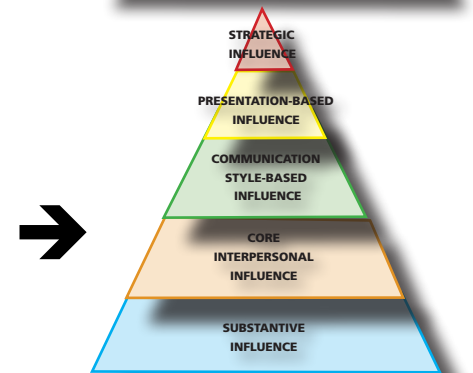 STRATEGIC
INFLUENCE
PRESENTATION-BASED
INFLUENCE
COMMUNICATION
STYLE-BASED
INFLUENCE
CORE
INTERPERSONAL
INFLUENCE
SUBSTANTIVE
INFLUENCE